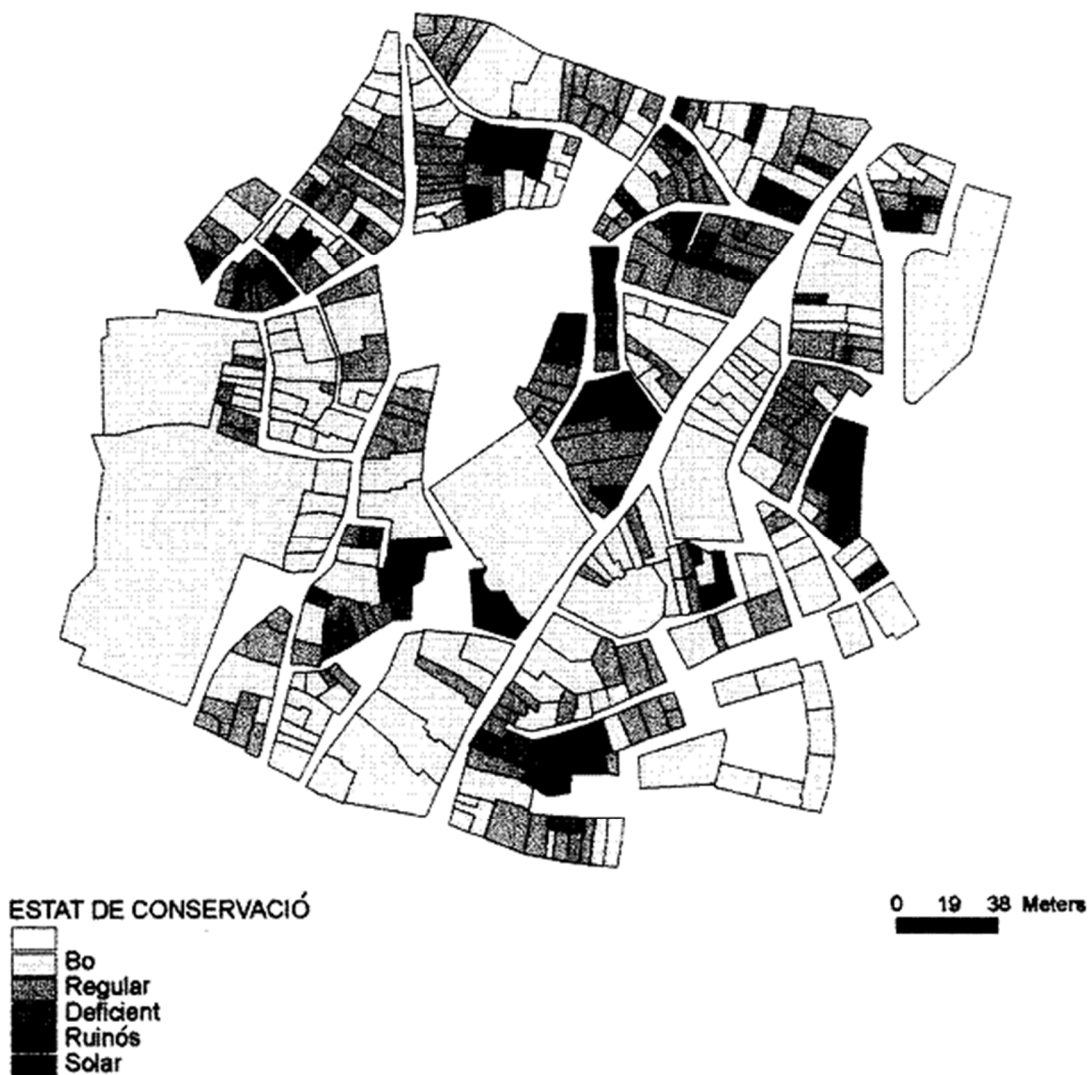 ESTAT DE CONSERVACIÓ
Bo
Regular
Deficient
Ruinós
Solar
0 19 38 Meters